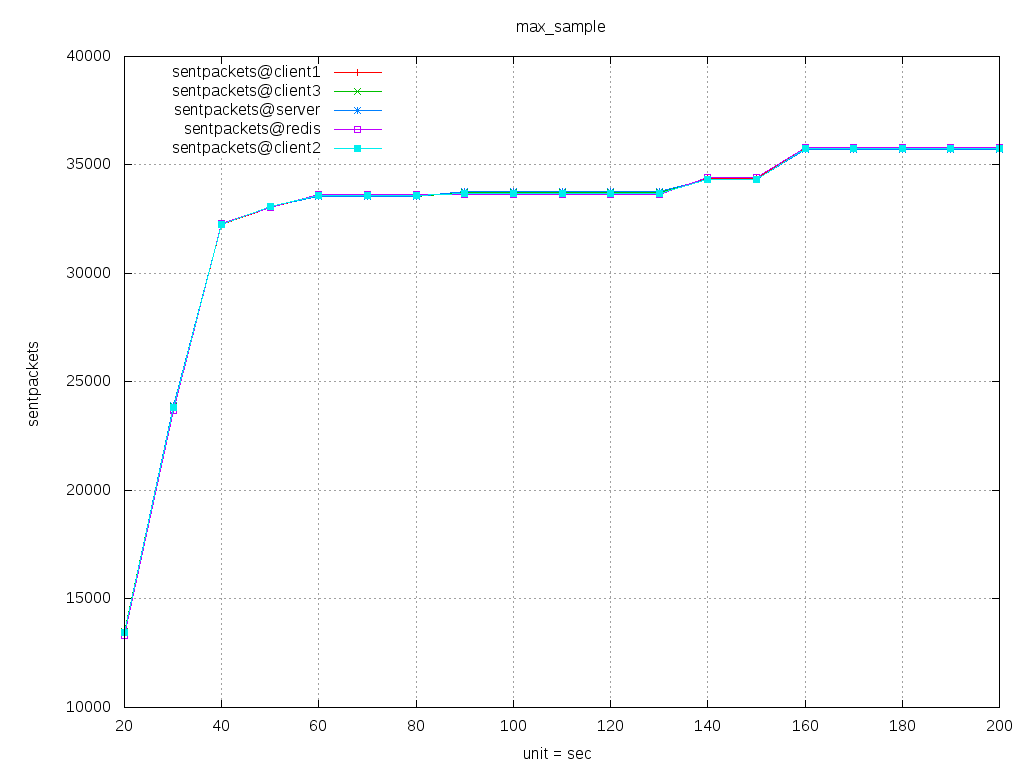 max_sample
sentpackets@client1
sentpackets@client3
sentpackets@server
sentpackets@redis
sentpackets@client2
40000
35000
30000
25000
20000
15000
10000
sentpackets
20 40 60 80 100 120 140 160 180 200
unit = sec